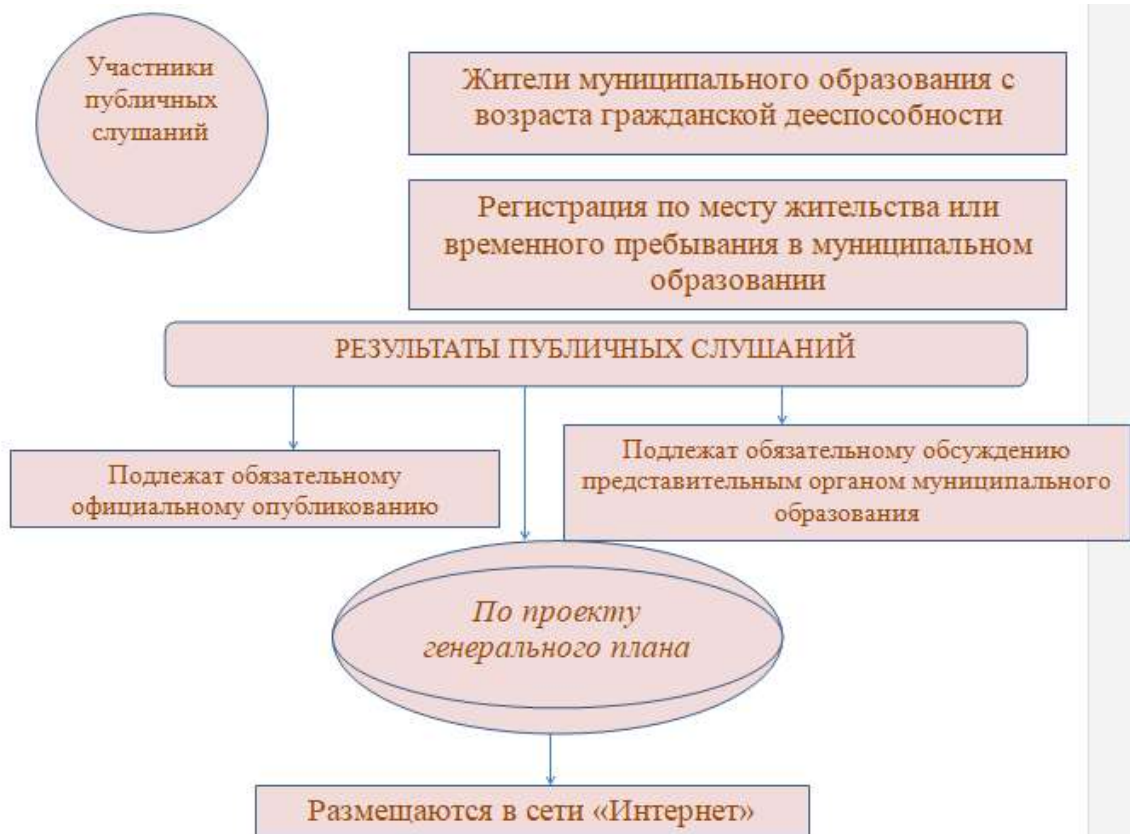 Участники
публичных
слушаний
Жители муниципального образования с
возраста гражданской дееспособности
Регистрация по месту жительства или
временного пребывания в муниципальном
образовании
РЕЗУЛЬТАТЫ ПУБЛИЧНЫХ СЛУШАНИЙ
Подлежат обязательному
официальному опубликованию
Подлежат обязательному обсуждению
представительным органом муниципального
образования
По проекту
генерального плана
Размещаются в сети «Интернет»